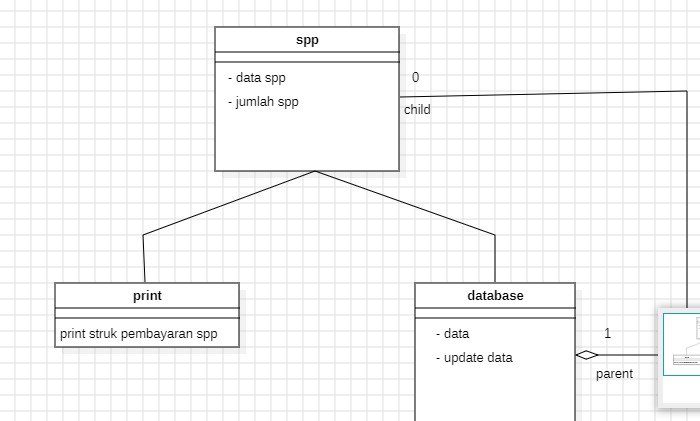 spp
- data spp
- jumlah spp
0
child
print
print struk pembayaran spp
database
- data
- update data
1
parent